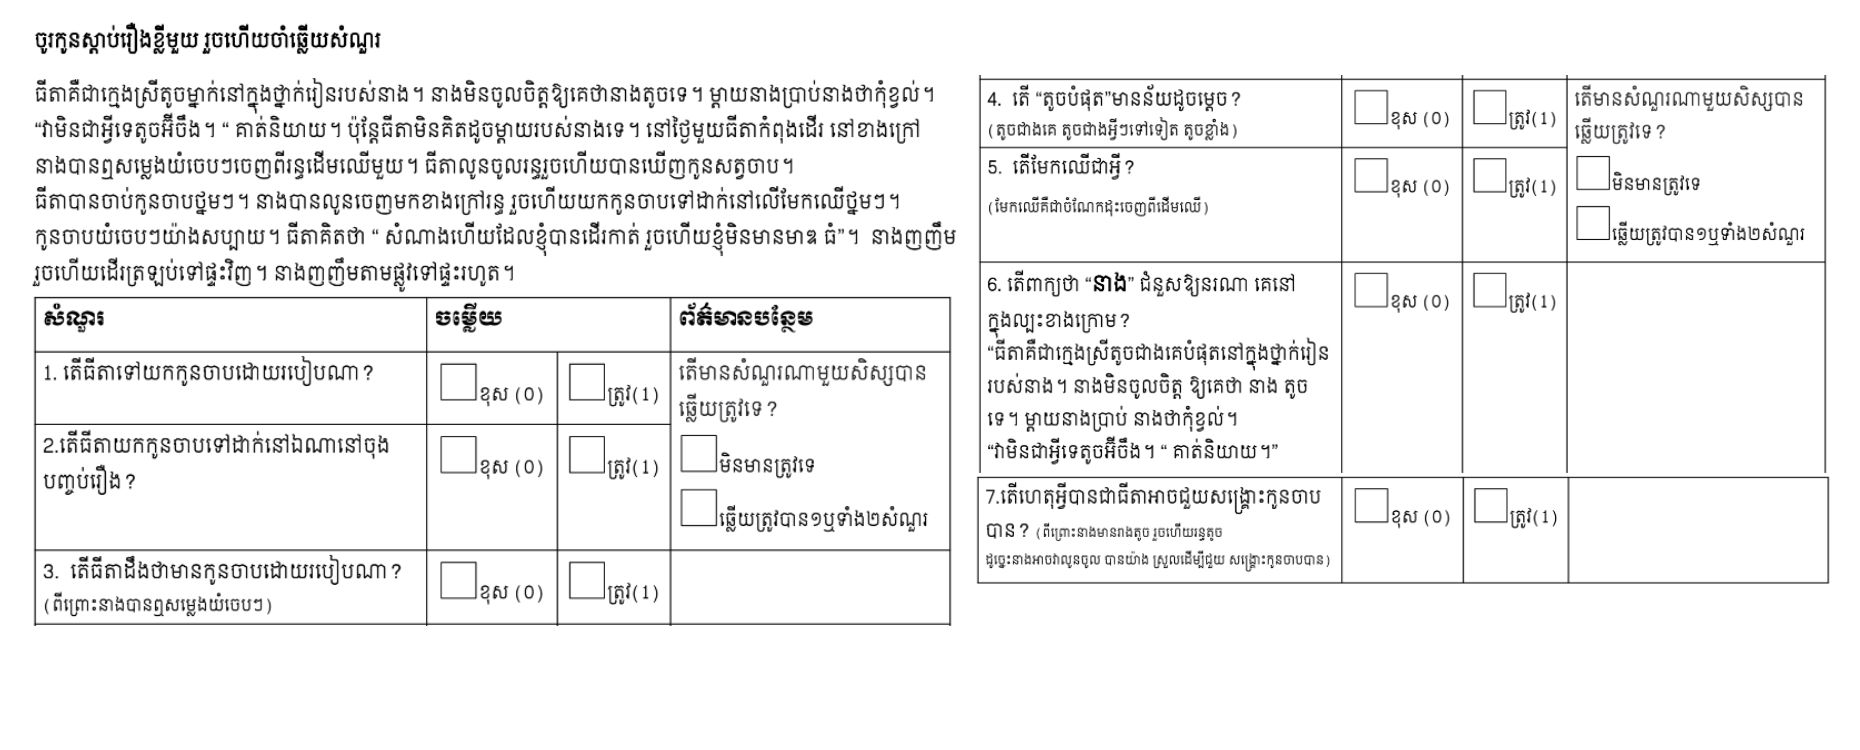 ចូរកូនស្តាប់រឿងខ្លីមួយ រួចហើយចាំឆ្លើយសំណួរ
ធីតាគឺជាក្មេងស្រីតូចម្នាក់នៅក្នុងថ្នាក់រៀនរបស់នាង។ នាងមិនចូលចិត្តឱ្យគេថានាងតូចទេ។ ម្តាយនាងប្រាប់នាងថាកុំខ្វល់។
“វាមិនជាអ្វីទេតូចអ៊ីចឹង។ “ គាត់និយាយ។ ប៉ុន្តែធីតាមិនគិតដូចម្តាយរបស់នាងទេ។ នៅថ្ងៃមួយធីតាកំពុងដើរ នៅខាងក្រៅ
នាងបានឮសម្លេងយំចេបៗចេញពីរន្ធដើមឈើមួយ។ ធីតាលូនចូលរន្ធរួចហើយបានឃើញកូនសត្វចាប។
ធីតាបានចាប់កូនចាបថ្នមៗ។ នាងបានលូនចេញមកខាងក្រៅរន្ធ រួចហើយយកកូនចាបទៅដាក់នៅលើមែកឈើថ្នមៗ។
កូនចាបយំចេបៗយ៉ាងសប្បាយ។ ធីតាគិតថា “ សំណាងហើយដែលខ្ញុំបានដើរកាត់ រួចហើយខ្ញុំមិនមានមាឌ ធំ”។ នាងញញឹម
រួចហើយដើរត្រឡប់ទៅផ្ទះវិញ។ នាងញញឹមតាមផ្លូវទៅផ្ទះរហូត។
សំណួរ ចម្លើយ ព័ត៌មានបន្ថែម
1. តើធីតាទៅយកកូនចាបដោយរបៀបណា?
ខុស (0) ត្រូវ(1)
តើមានសំណួរណាមួយសិស្សបាន
ឆ្លើយត្រូវទេ?
2.តើធីតាយកកូនចាបទៅដាក់នៅឯណានៅចុង
បញ្ចប់រឿង?
ខុស (0) ត្រូវ(1)
មិនមានត្រូវទេ
ឆ្លើយត្រូវបាន១ឬទាំង២សំណួរ
3. តើធីតាដឹងថាមានកូនចាបដោយរបៀបណា?
(ពីព្រោះនាងបានឮសម្លេងយំចេបៗ)
ខុស (0) ត្រូវ(1)
4. តើ “តូចបំផុត”មានន័យដូចម្តេច?
(តូចជាងគេ តូចជាងអ្វីៗទៅទៀត តូចខ្លាំង)
ខុស (0) ត្រូវ(1)
តើមានសំណួរណាមួយសិស្សបាន
ឆ្លើយត្រូវទេ?
5. តើមែកឈើជាអ្វី?
(មែកឈើគឺជាចំណែកដុះចេញពីដើមឈើ)
ខុស (0) ត្រូវ(1)
មិនមានត្រូវទេ
ឆ្លើយត្រូវបាន១ឬទាំង២សំណួរ
6. តើពាក្យថា “នាង” ជំនួសឱ្យនរណា គេនៅ
ក្នុងល្បះខាងក្រោម?
“ធីតាគឺជាក្មេងស្រីតូចជាងគេបំផុតនៅក្នុងថ្នាក់រៀន
របស់នាង។ នាងមិនចូលចិត្ត ឱ្យគេថា នាង តូច
ទេ។ ម្តាយនាងប្រាប់ នាងថាកុំខ្វល់។
“វាមិនជាអ្វីទេតូចអ៊ីចឹង។ “ គាត់និយាយ។”
ខុស (0) ត្រូវ(1)
7.តើហេតុអ្វីបានជាធីតាអាចជួយសង្គ្រោះកូនចាប
បាន? (ពីព្រោះនាងមានរាងតូច រួចហើយរន្ធតូច
ដូច្នេះនាងអាចវាលូនចូល បានយ៉ាង ស្រួលដើម្បីជួយ សង្គ្រោះកូនចាបបាន)
ខុស (0) ត្រូវ(1)